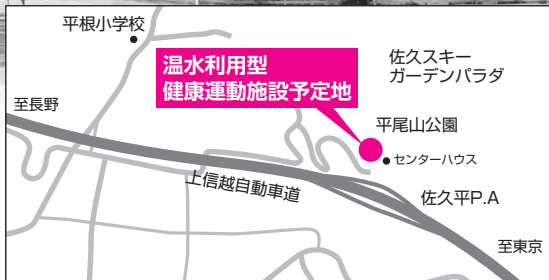 平根小学校
温水利用型
健康運動施設予定地
佐久スキー
ガーデンパラダ
至長野
平尾山公園
センターハウス
上信越自動車道
佐久平P.A
至東京